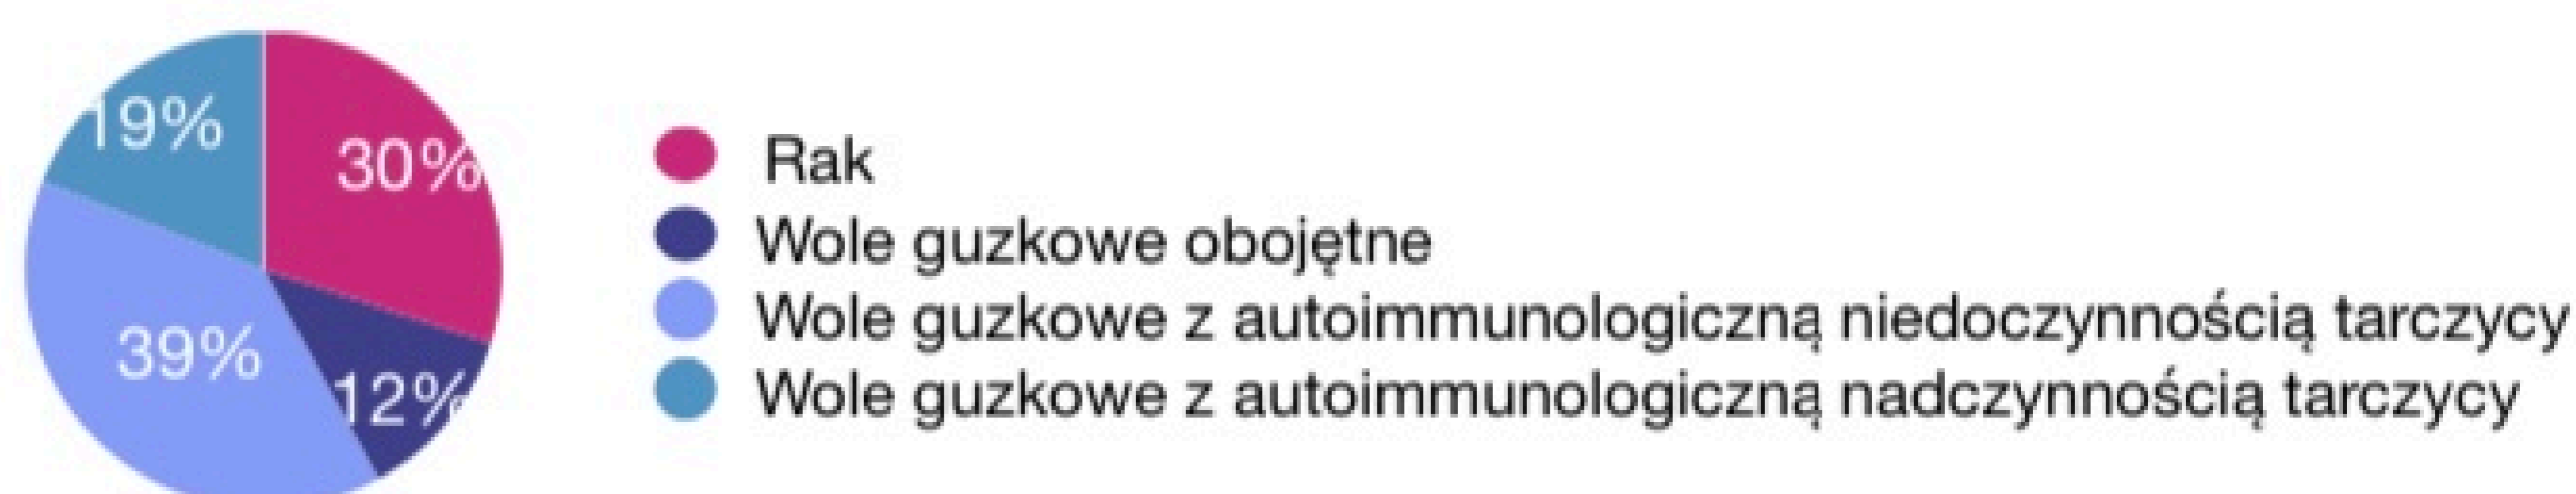 19%
30%
39%
12%
Rak
Wole guzkowe obojętne
Wole guzkowe z autoimmunologiczną niedoczynnością tarczycy
Wole guzkowe z autoimmunologiczną nadczynnością tarczycy